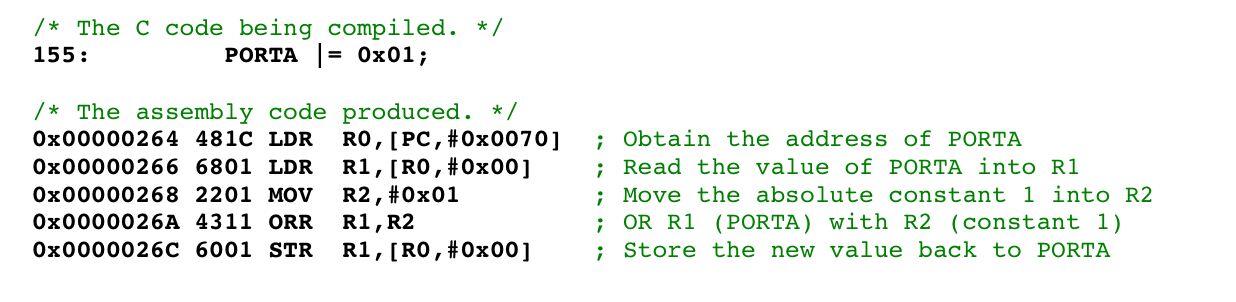 /* The C code being compiled. */
155:         PORTA |= 0x01;
/* The assembly code produced. */
0x00000264 481C LDR  R0,[PC,#0x0070]  ; Obtain the address of PORTA
0x00000266 6801 LDR  R1,[R0,#0x00]    ; Read the value of PORTA into R1
0x00000268 2201 MOV  R2,#0x01         ; Move the absolute constant 1 into R2
0x0000026A 4311 ORR  R1,R2            ; OR R1 (PORTA) with R2 (constant 1)
0x0000026C 6001 STR  R1,[R0,#0x00]    ; Store the new value back to PORTA